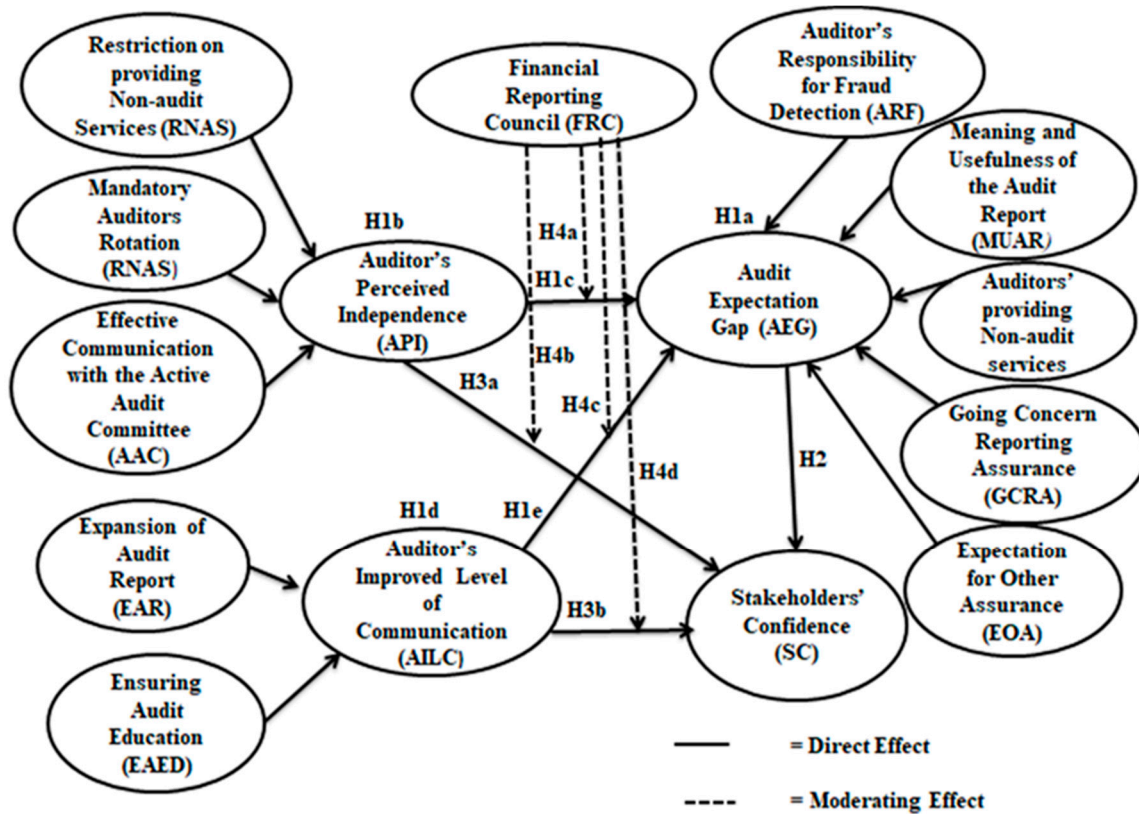 Restriction on
providing
Non-audit
Services (RNAS)
Mandatory
Auditors
Rotation
(RNAS)
Effective
Communication
with the Active
Audit
Committee
(AAC)
Expansion of
Audit
Report
(EAR)
Ensuring
Audit
Education
(EAED)
Financial
Reporting
Council (FRC)
H1b
Auditor's
Perceived
Independence
(API)
H4a
H1c
H4b
H3a
H4c
H4d
H1d
H1e
Auditor's
Improved Level
of
Communication
(AILC)
H3b
H1a
Audit
Expectation
Gap (AEG)
H2
Stakeholders'
Confidence
(SC)
Auditor's
Responsibility
for Fraud
Detection (ARF)
Meaning and
Usefulness of
the Audit
Report
(MUAR)
Auditors'
providing
Non-audit
services
Going Concern
Reporting
Assurance
(GCRA)
Expectation
for Other
Assurance
(EOA)
= Direct Effect
= Moderating Effect